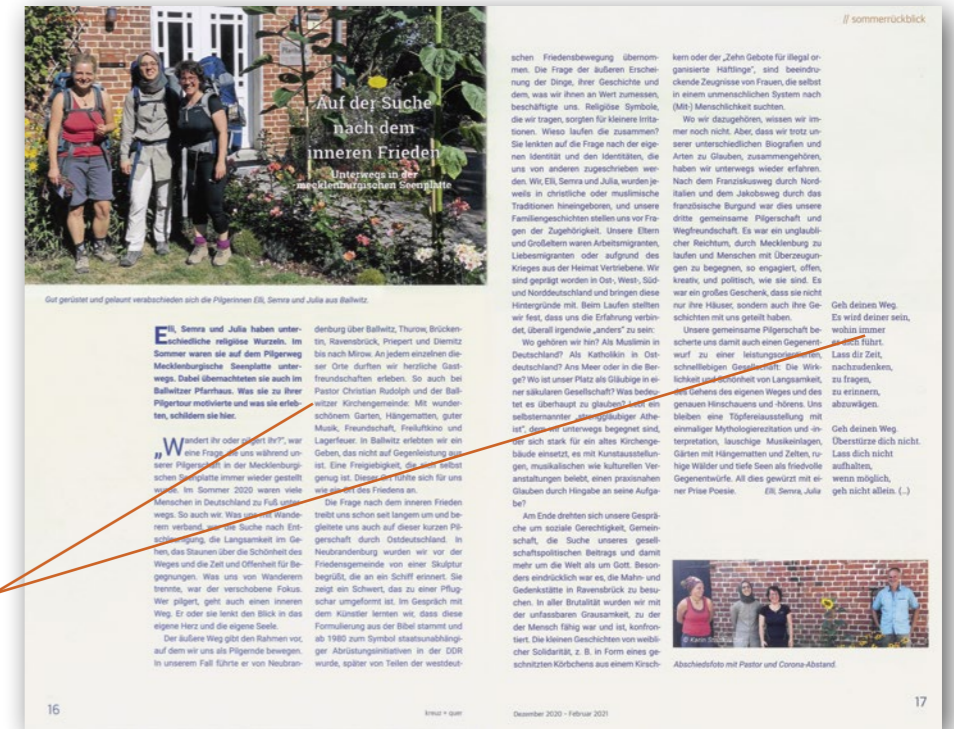 Pfarrhaus
Auf der Suche
nach dem
inneren Frieden
Unterwegs in der
mecklenburgischen Seenplatte
Gut gerüstet und gelaunt verabschieden sich die Pilgerinnen Elli, Semra und Julia aus Ballwitz.
Elli, Semra und Julia haben unter-
schiedliche religiöse Wurzeln. Im
Sommer waren sie auf dem Pilgerweg
Mecklenburgische Seenplatte unter-
wegs. Dabei übernachteten sie auch im
Ballwitzer Pfarrhaus. Was sie zu ihrer
Pilgertour motivierte und was sie erleb-
ten, schildern sie hier.
„Wandert ihr oder pilgert ihr?", war
eine Frage, die uns während un-
serer Pilgerschaft in der Mecklenburgi-
schen Seenplatte immer wieder gestellt
wurde. Im Sommer 2020 waren viele
Menschen in Deutschland zu Fuß unter-
wegs. So auch wir. Was uns mit Wande-
rern verband, war die Suche nach Ent-
schleunigung, die Langsamkeit im Ge-
hen, das Staunen über die Schönheit des
Weges und die Zeit und Offenheit für Be-
gegnungen. Was uns von Wanderern
trennte, war der verschobene Fokus.
Wer pilgert, geht auch einen inneren
Weg. Er oder sie lenkt den Blick in das
eigene Herz und die eigene Seele.
Der äußere Weg gibt den Rahmen vor,
auf dem wir uns als Pilgernde bewegen.
In unserem Fall führte er von Neubran-
denburg über Ballwitz, Thurow, Brücken-
tin, Ravensbrück, Priepert und Diemitz
bis nach Mirow. An jedem einzelnen die-
ser Orte durften wir herzliche Gast-
freundschaften erleben. So auch bei
Pastor Christian Rudolph und der Ball-
witzer Kirchengemeinde: Mit wunder-
schönem Garten, Hängematten, guter
Musik, Freundschaft, Freiluftkino und
Lagerfeuer. In Ballwitz erlebten wir ein
Geben, das nicht auf Gegenleistung aus
ist. Eine Freigiebigkeit, die sich selbst
genug ist. Dieser Ort fühlte sich für uns
wie ein Ort des Friedens an.
Die Frage nach dem inneren Frieden
treibt uns schon seit langem um und be-
gleitete uns auch auf dieser kurzen Pil-
gerschaft durch Ostdeutschland. In
Neubrandenburg wurden wir vor der
Friedensgemeinde von einer Skulptur
begrüßt, die an ein Schiff erinnert. Sie
zeigt ein Schwert, das zu einer Pflug-
schar umgeformt ist. Im Gespräch mit
dem Künstler lernten wir, dass diese
Formulierung aus der Bibel stammt und
ab 1980 zum Symbol staatsunabhängi-
ger Abrüstungsinitiativen in der DDR
wurde, später von Teilen der westdeut-
16
kreuz + quer
// sommerrückblick
schen Friedensbewegung übernom-
men. Die Frage der äußeren Erschei-
nung der Dinge, ihrer Geschichte und
dem, was wir ihnen an Wert zumessen,
beschäftigte uns. Religiöse Symbole,
die wir tragen, sorgten für kleinere Irrita-
tionen. Wieso laufen die zusammen?
Sie lenkten auf die Frage nach der eige-
nen Identität und den Identitäten, die
uns von anderen zugeschrieben wer-
den. Wir, Elli, Semra und Julia, wurden je-
weils in christliche oder muslimische
Traditionen hineingeboren, und unsere
Familiengeschichten stellen uns vor Fra-
gen der Zugehörigkeit. Unsere Eltern
und Großeltern waren Arbeitsmigranten,
Liebesmigranten oder aufgrund des
Krieges aus der Heimat Vertriebene. Wir
sind geprägt worden in Ost-, West-, Süd-
und Norddeutschland und bringen diese
Hintergründe mit. Beim Laufen stellten
wir fest, dass uns die Erfahrung verbin-
det, überall irgendwie „anders" zu sein:
Wo gehören wir hin? Als Muslimin in
Deutschland? Als Katholikin in Ost-
deutschland? Ans Meer oder in die Ber-
ge? Wo ist unser Platz als Gläubige in ei-
ner säkularen Gesellschaft? Was bedeu-
tet es überhaupt zu glauben? Lebt ein
selbsternannter „strenggläubiger Athe-
ist", dem wir unterwegs begegnet sind,
der sich stark für ein altes Kirchenge-
bäude einsetzt, es mit Kunstausstellun-
gen, musikalischen wie kulturellen Ver-
anstaltungen belebt, einen praxisnahen
Glauben durch Hingabe an seine Aufga-
be?
Am Ende drehten sich unsere Gesprä-
che um soziale Gerechtigkeit, Gemein-
schaft, die Suche unseres gesell-
schaftspolitischen Beitrags und damit
mehr um die Welt als um Gott. Beson-
ders eindrücklich war es, die Mahn- und
Gedenkstätte in Ravensbrück zu besu-
chen. In aller Brutalität wurden wir mit
der unfassbaren Grausamkeit, zu der
der Mensch fähig war und ist, konfron-
tiert. Die kleinen Geschichten von weibli-
cher Solidarität, z. B. in Form eines ge-
schnitzten Körbchens aus einem Kirsch-
kern oder der „Zehn Gebote für illegal or-
ganisierte Häftlinge", sind beeindru-
ckende Zeugnisse von Frauen, die selbst
in einem unmenschlichen System nach
(Mit-) Menschlichkeit suchten.
Wo wir dazugehören, wissen wir im-
mer noch nicht. Aber, dass wir trotz un-
serer unterschiedlichen Biografien und
Arten zu Glauben, zusammengehören,
haben wir unterwegs wieder erfahren.
Nach dem Franziskusweg durch Nord-
italien und dem Jakobsweg durch das
französische Burgund war dies unsere
dritte gemeinsame Pilgerschaft und
Wegfreundschaft. Es war ein unglaubli-
cher Reichtum, durch Mecklenburg zu
laufen und Menschen mit Überzeugun-
gen zu begegnen, so engagiert, offen,
kreativ, und politisch, wie sie sind. Es
war ein großes Geschenk, dass sie nicht
nur ihre Häuser, sondern auch ihre Ge-
schichten mit uns geteilt haben.
Unsere gemeinsame Pilgerschaft be-
scherte uns damit auch einen Gegenent-
wurf zu einer leistungsorientierten,
schnelllebigen Gesellschaft: Die Wirk-
lichkeit und Schönheit von Langsamkeit,
des Gehens des eigenen Weges und des
genauen Hinschauens und -hörens. Uns
bleiben eine Töpfereiausstellung mit
einmaliger Mythologierezitation und -in-
terpretation, lauschige Musikeinlagen,
Gärten mit Hängematten und Zelten, ru-
hige Wälder und tiefe Seen als friedvolle
Gegenentwürfe. All dies gewürzt mit ei-
ner Prise Poesie. Elli, Semra, Julia
Geh deinen Weg.
Es wird deiner sein,
wohin immer
es dich führt.
Lass dir Zeit,
nachzudenken,
zu fragen,
zu erinnern,
abzuwägen.
Geh deinen Weg.
Überstürze dich nicht.
Lass dich nicht
aufhalten,
wenn möglich,
geh nicht allein. (...)
Abschiedsfoto mit Pastor und Corona-Abstand.
Dezember 2020 – Februar 2021
17